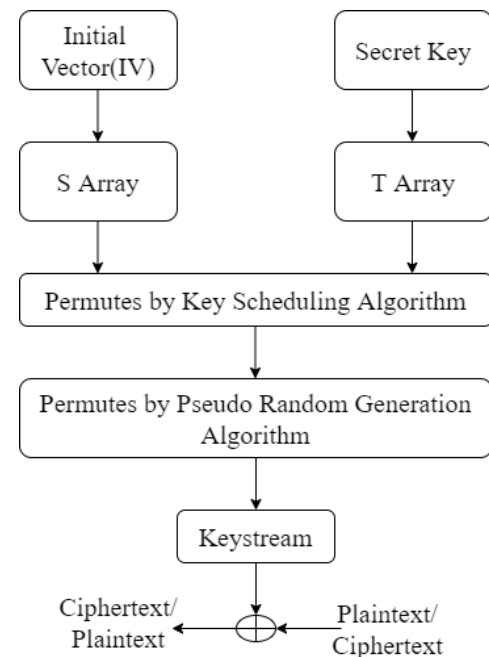 Initial
Vector(IV)
Secret Key
S Array
T Array
Permutes by Key Scheduling Algorithm
Permutes by Pseudo Random Generation
Algorithm
Keystream
Ciphertext/
Plaintext
Plaintext/
Ciphertext